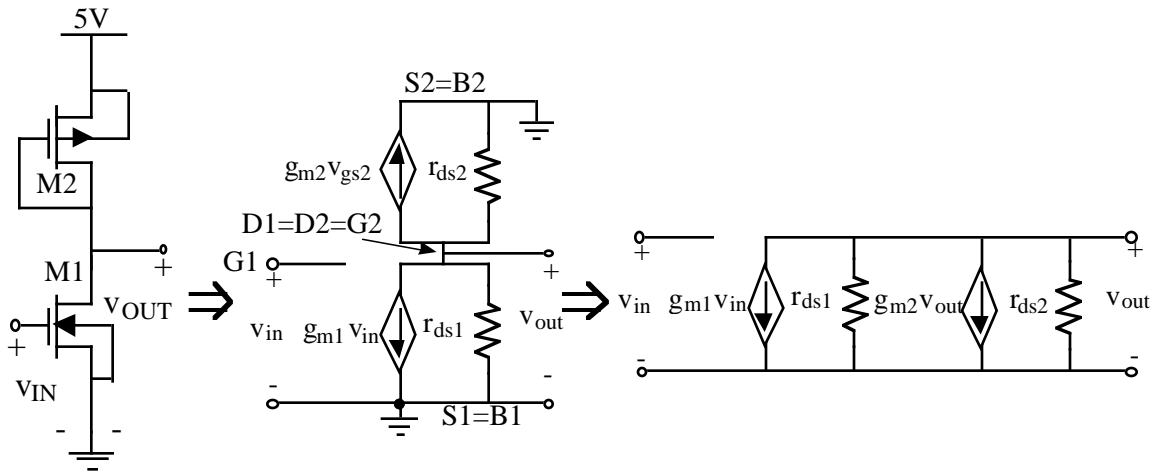 5V
M2
M1
vOUT
+
+
vIN
-
-
S2=B2
gm2vgs2
rds2
D1=D2=G2
G1
+
+
vin
gm1vin
rds1
vout
-
-
S1=B1
+
+
vin
gm1vin
rds1
gm2vout
rds2
vout
-
-